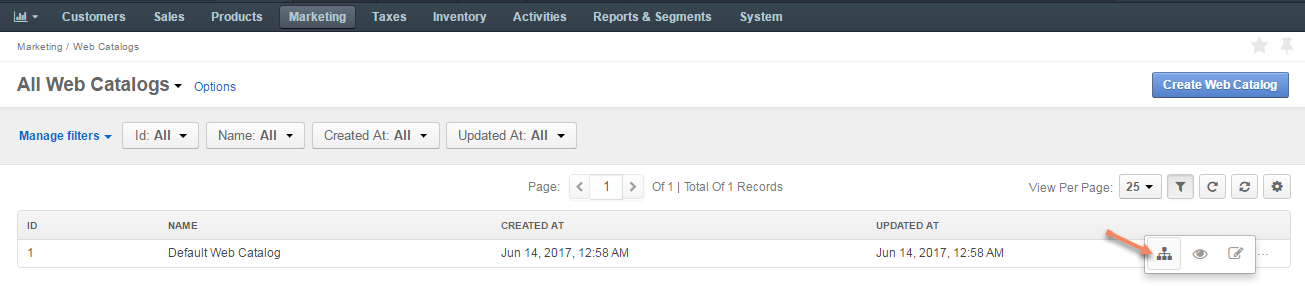 Customers Sales Products Marketing Taxes Inventory Activities Reports & Segments System
Marketing / Web Catalogs
All Web Catalogs Options Create Web Catalog
Manage filters Id: All Name: All Created At: All Updated At: All
Page: 1 Of 1 | Total Of 1 Records View Per Page: 25
ID NAME CREATED AT UPDATED AT
1 Default Web Catalog Jun 14, 2017, 12:58 AM Jun 14, 2017, 12:58 AM ...